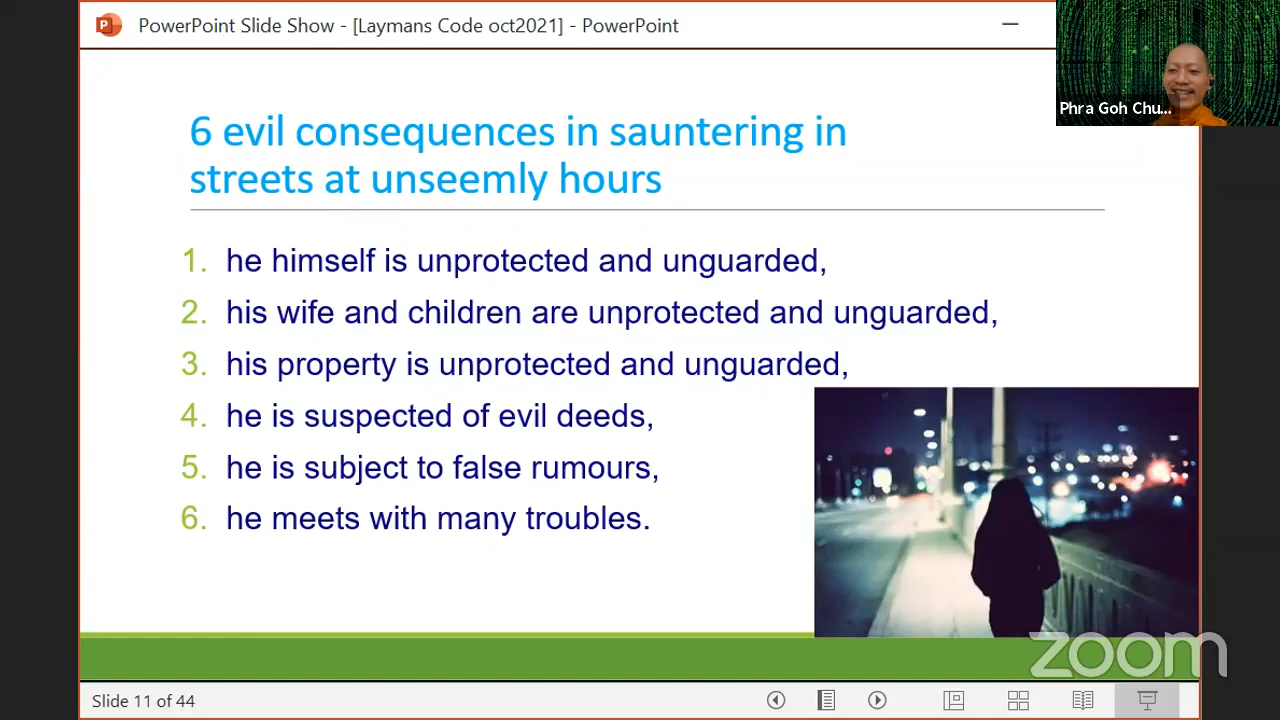 PowerPoint Slide Show - [Laymans Code oct2021] - PowerPoint
Phra Goh Chu...
6 evil consequences in sauntering in
streets at unseemly hours
1. he himself is unprotected and unguarded,
2. his wife and children are unprotected and unguarded,
3. his property is unprotected and unguarded,
4. he is suspected of evil deeds,
5. he is subject to false rumours,
6. he meets with many troubles.
zoom
Slide 11 of 44